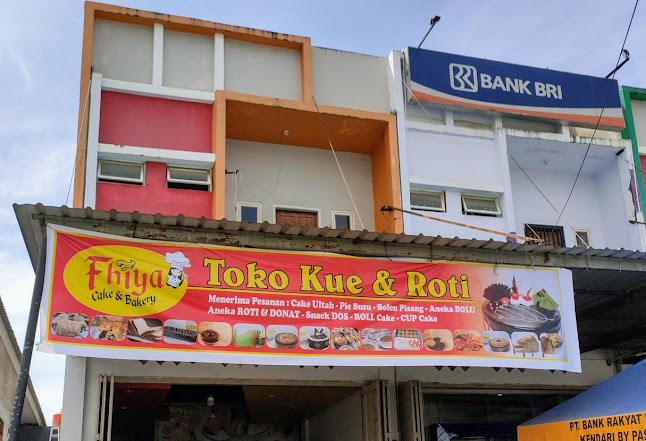 BANK BRI
Fhiya
Cake & Bakery
Toko Kue & Roti
Menerima Pesanan : Cake Ultah - Pie Susu - Bolen Pisang - Aneka BOLU
Aneka ROTI & DONAT - Snack DOS - ROLL Cake - CUP Cake
PT. BANK RAKYAT
KENDARI BY PAS